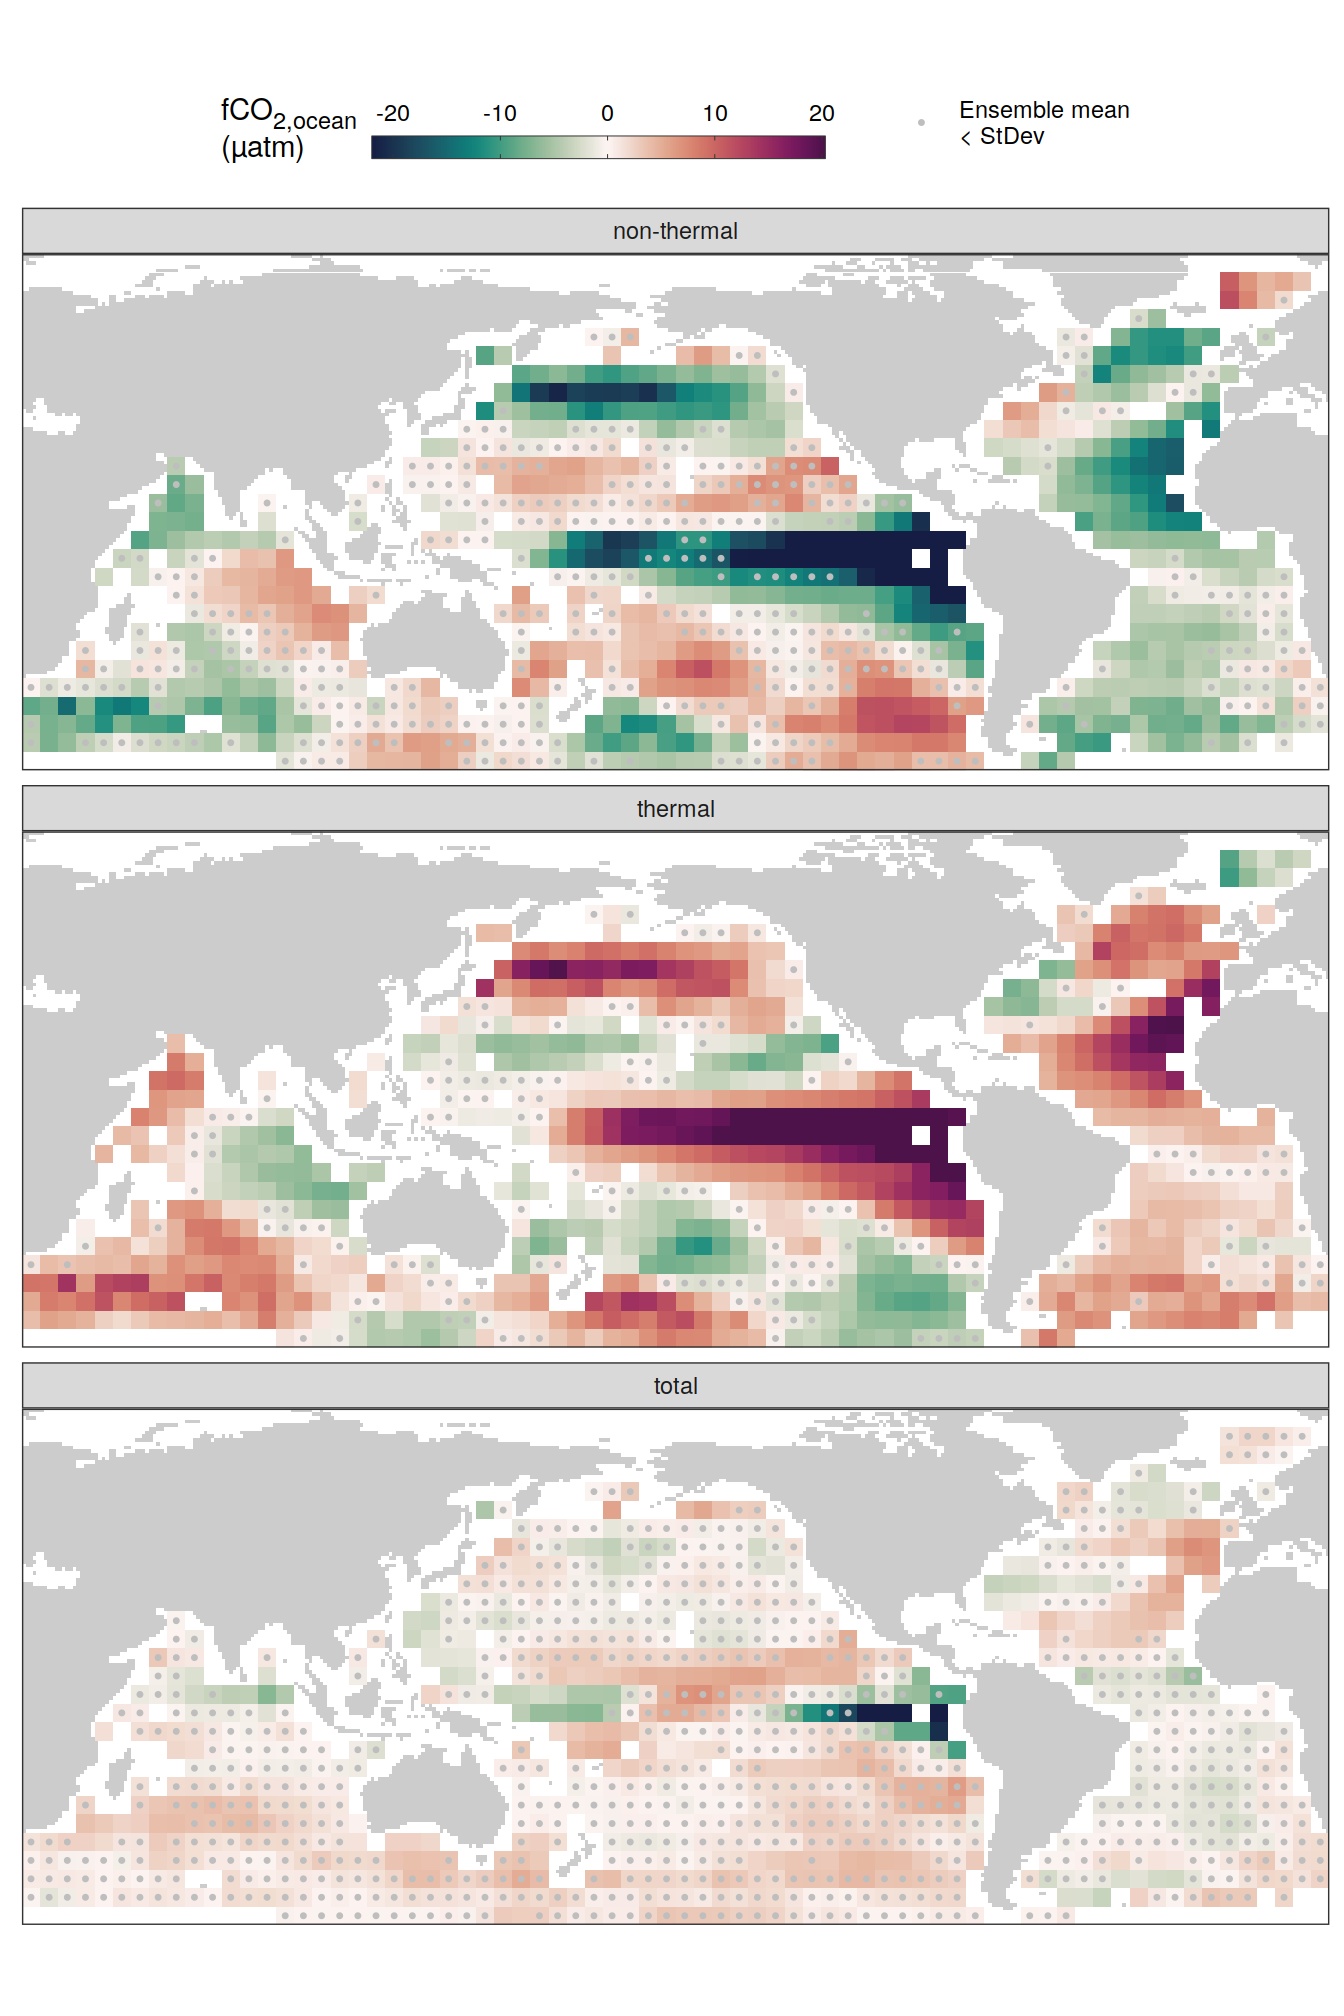 fCO2,ocean
(µatm)
-20 -10 0 10 20
Ensemble mean
< StDev
non-thermal
thermal
total